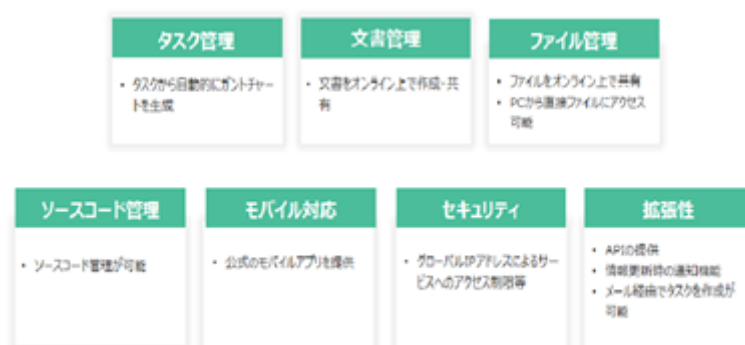 タスク管理
・ タスクから自動的にガントチャー
トを生成
文書管理
・ 文書をオンライン上で作成・共
有
ファイル管理
・ ファイルをオンライン上で共有
・ PCから直接ファイルにアクセス
可能
ソースコード管理
・ ソースコード管理が可能
モバイル対応
・ 公式のモバイルアプリを提供
セキュリティ
・ グローバルIPアドレスによるサー
ビスへのアクセス制限等
拡張性
・ APIの提供
・ 情報更新時の通知機能
・ メール経由でタスクを作成が
可能